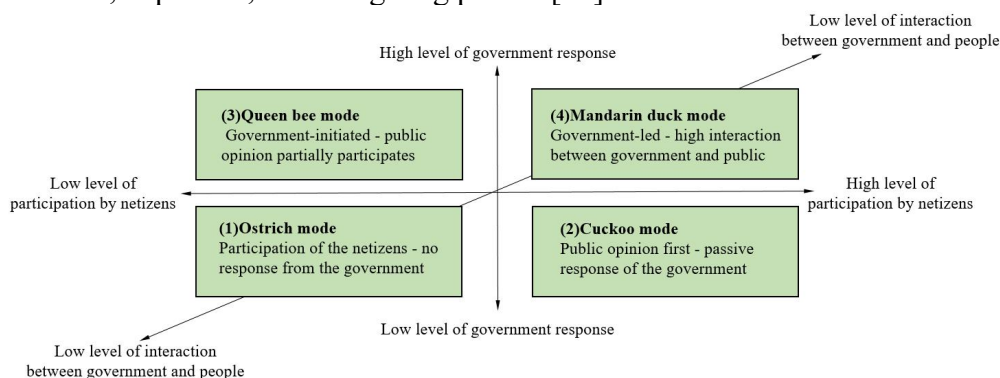 Low level of interaction
between government and people
High level of government response
(3)Queen bee mode
Government-initiated - public
opinion partially participates
(4)Mandarin duck mode
Government-led - high interaction
between government and public
Low level of
participation by netizens
High level of
participation by netizens
(1)Ostrich mode
Participation of the netizens - no
response from the government
(2)Cuckoo mode
Public opinion first - passive
response of the government
Low level of government response
Low level of interaction
between government and people